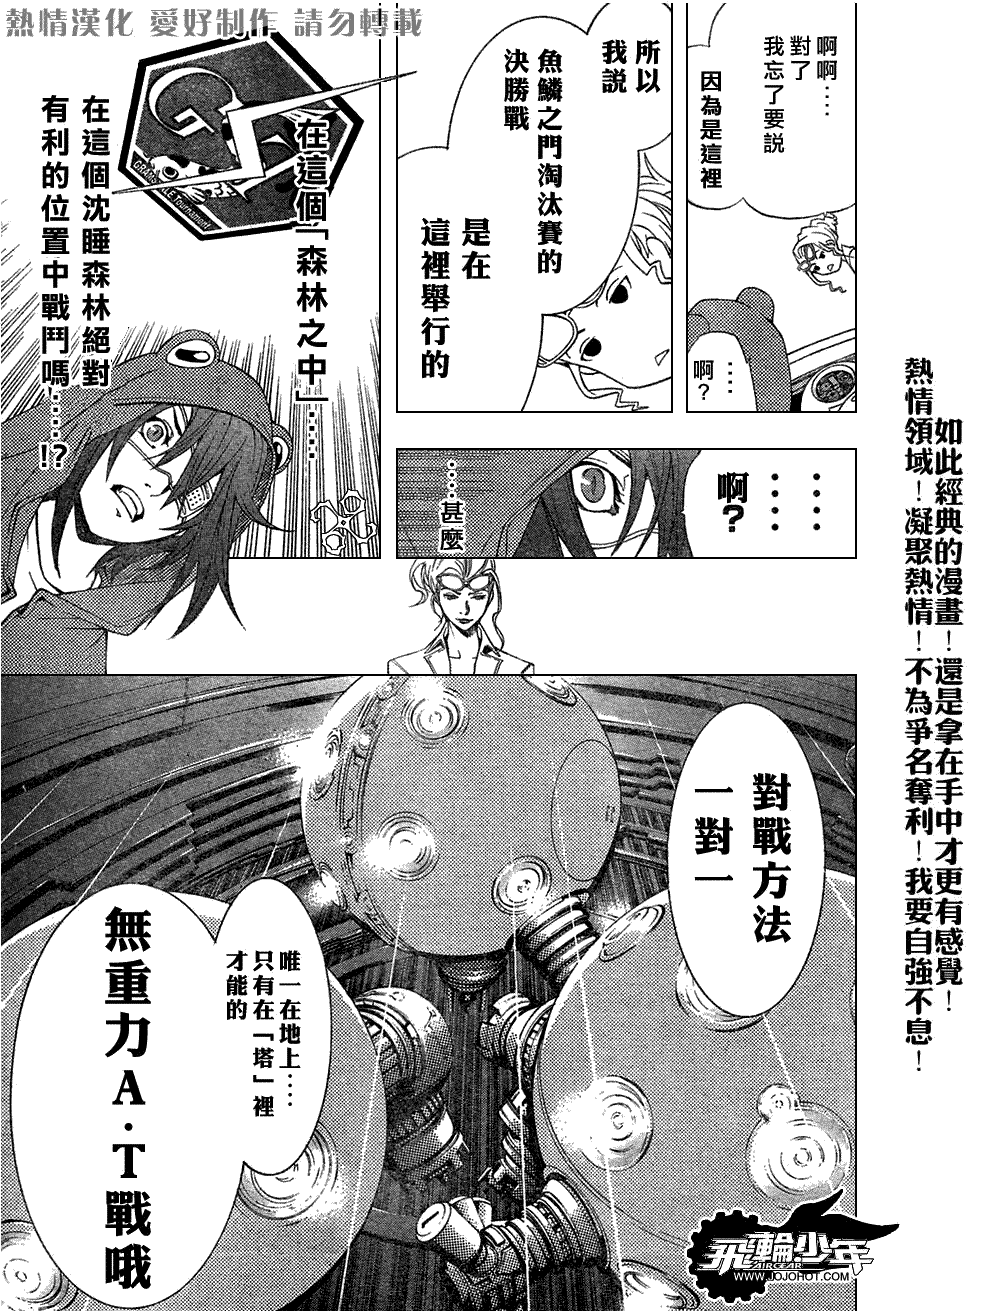 熱情漢化 愛好制作 請勿轉載
啊啊‥‥
對了
我忘了要説
因為是這裡
‥‥
啊？
所以
我説
魚鱗之門淘汰賽的
決勝戰
是在
這裡舉行的
在這個「森林之中」‥‥
在這個沈睡森林絕對
有利的位置中戰鬥嗎‥‥!?
Tournament
‥‥
‥‥
啊？
‥‥甚麼
對戰方法
一對一
唯一在地上‥‥
只有在「塔」裡
才能的
無重力A·T戰哦
如此經典的漫畫！還是拿在手中才更有感覺！
熱情領域！凝聚熱情！不為爭名奪利！我要自強不息！
飛輪少年
AIRGEAR
WWW.JOJOHOT.COM